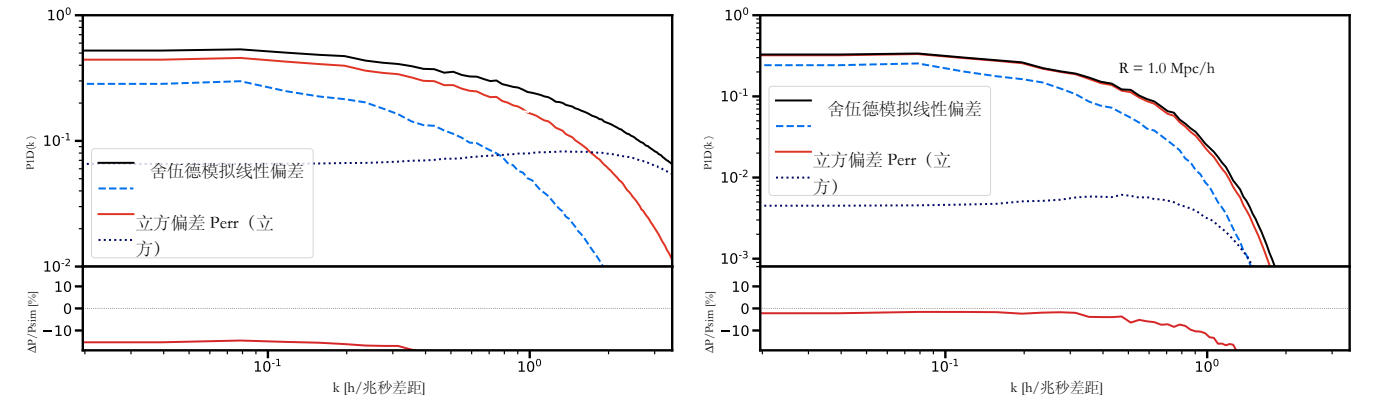 10⁰
10⁻¹
10⁻²
P1D(k)
舍伍德模拟线性偏差
立方偏差 Perr（立
方）
10
0
−10
ΔP/Psim [%]
10⁻¹
10⁰
k [h/兆秒差距]
10⁰
10⁻¹
10⁻²
10⁻³
P1D(k)
R = 1.0 Mpc/h
舍伍德模拟线性偏差
立方偏差 Perr（立
方）
10
0
−10
ΔP/Psim [%]
10⁻¹
10⁰
k [h/兆秒差距]